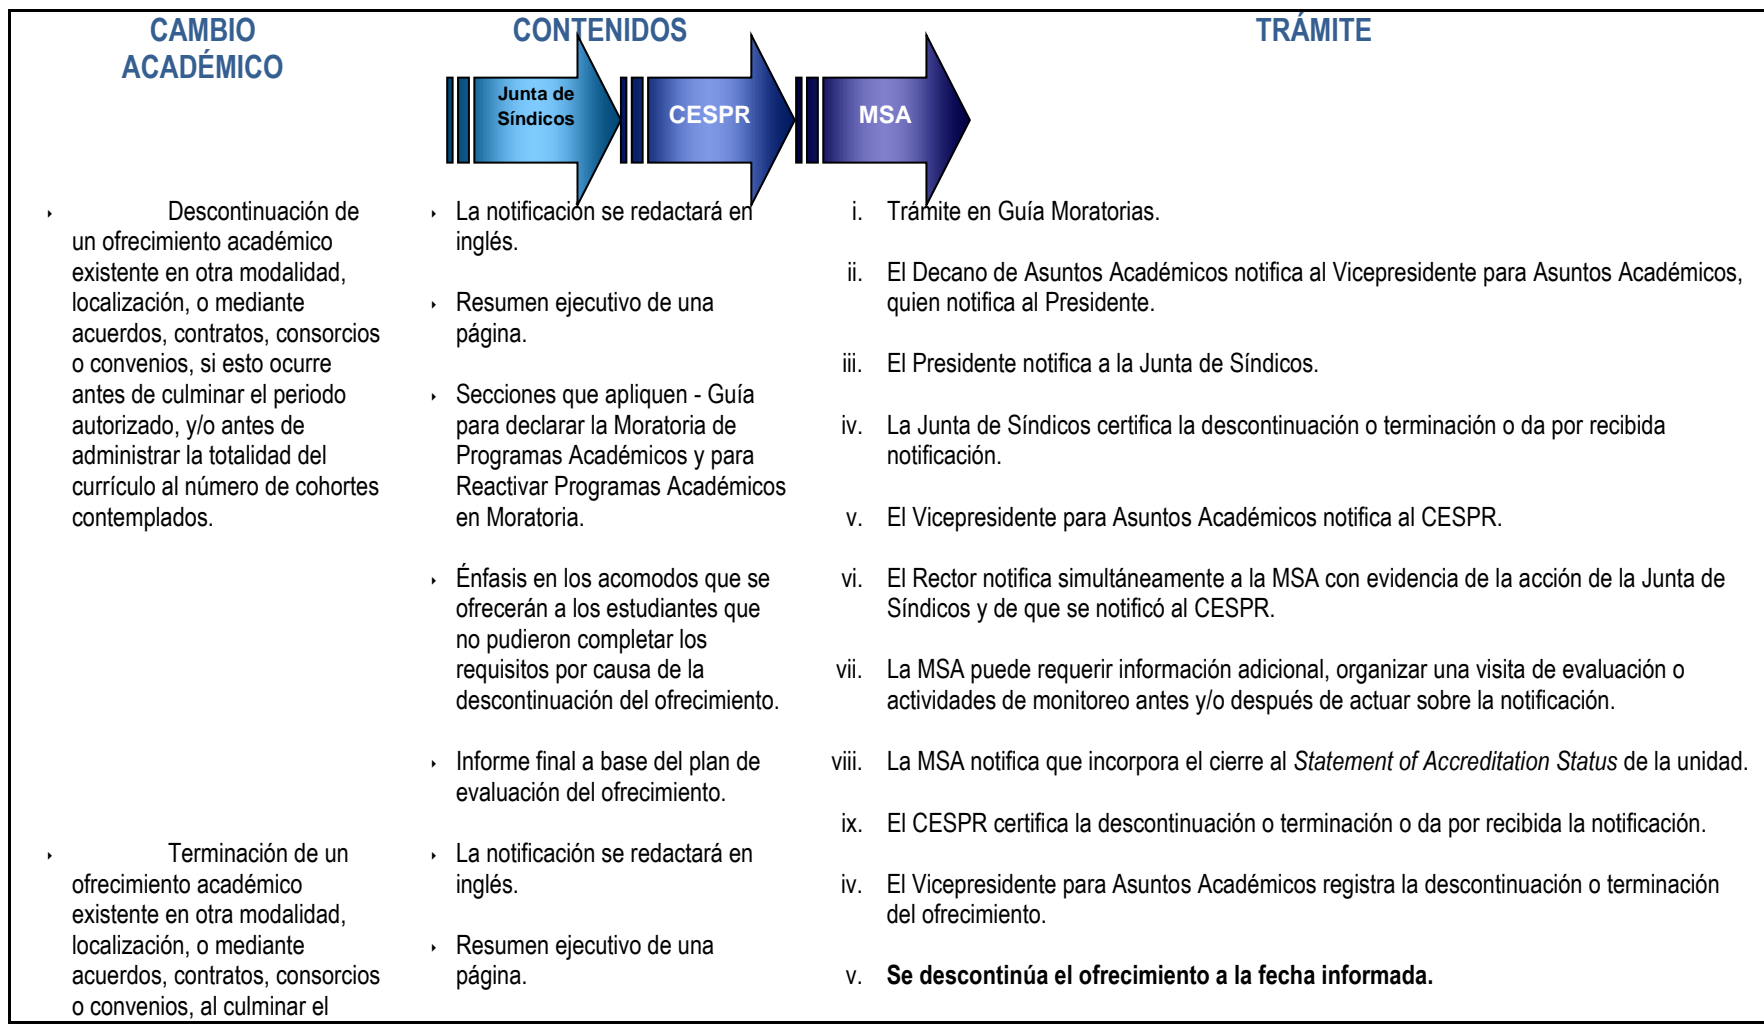 CAMBIO
ACADÉMICO
CONTENIDOS
TRÁMITE
Junta de
Síndicos
CESPR
MSA
‣ Descontinuación de
un ofrecimiento académico
existente en otra modalidad,
localización, o mediante
acuerdos, contratos, consorcios
o convenios, si esto ocurre
antes de culminar el periodo
autorizado, y/o antes de
administrar la totalidad del
currículo al número de cohortes
contemplados.
‣ Terminación de un
ofrecimiento académico
existente en otra modalidad,
localización, o mediante
acuerdos, contratos, consorcios
o convenios, al culminar el
‣ La notificación se redactará en
inglés.
‣ Resumen ejecutivo de una
página.
‣ Secciones que apliquen - Guía
para declarar la Moratoria de
Programas Académicos y para
Reactivar Programas Académicos
en Moratoria.
‣ Énfasis en los acomodos que se
ofrecerán a los estudiantes que
no pudieron completar los
requisitos por causa de la
descontinuación del ofrecimiento.
‣ Informe final a base del plan de
evaluación del ofrecimiento.
‣ La notificación se redactará en
inglés.
‣ Resumen ejecutivo de una
página.
i. Trámite en Guía Moratorias.
ii. El Decano de Asuntos Académicos notifica al Vicepresidente para Asuntos Académicos,
quien notifica al Presidente.
iii. El Presidente notifica a la Junta de Síndicos.
iv. La Junta de Síndicos certifica la descontinuación o terminación o da por recibida
notificación.
v. El Vicepresidente para Asuntos Académicos notifica al CESPR.
vi. El Rector notifica simultáneamente a la MSA con evidencia de la acción de la Junta de
Síndicos y de que se notificó al CESPR.
vii. La MSA puede requerir información adicional, organizar una visita de evaluación o
actividades de monitoreo antes y/o después de actuar sobre la notificación.
viii. La MSA notifica que incorpora el cierre al Statement of Accreditation Status de la unidad.
ix. El CESPR certifica la descontinuación o terminación o da por recibida la notificación.
iv. El Vicepresidente para Asuntos Académicos registra la descontinuación o terminación
del ofrecimiento.
v. Se descontinúa el ofrecimiento a la fecha informada.